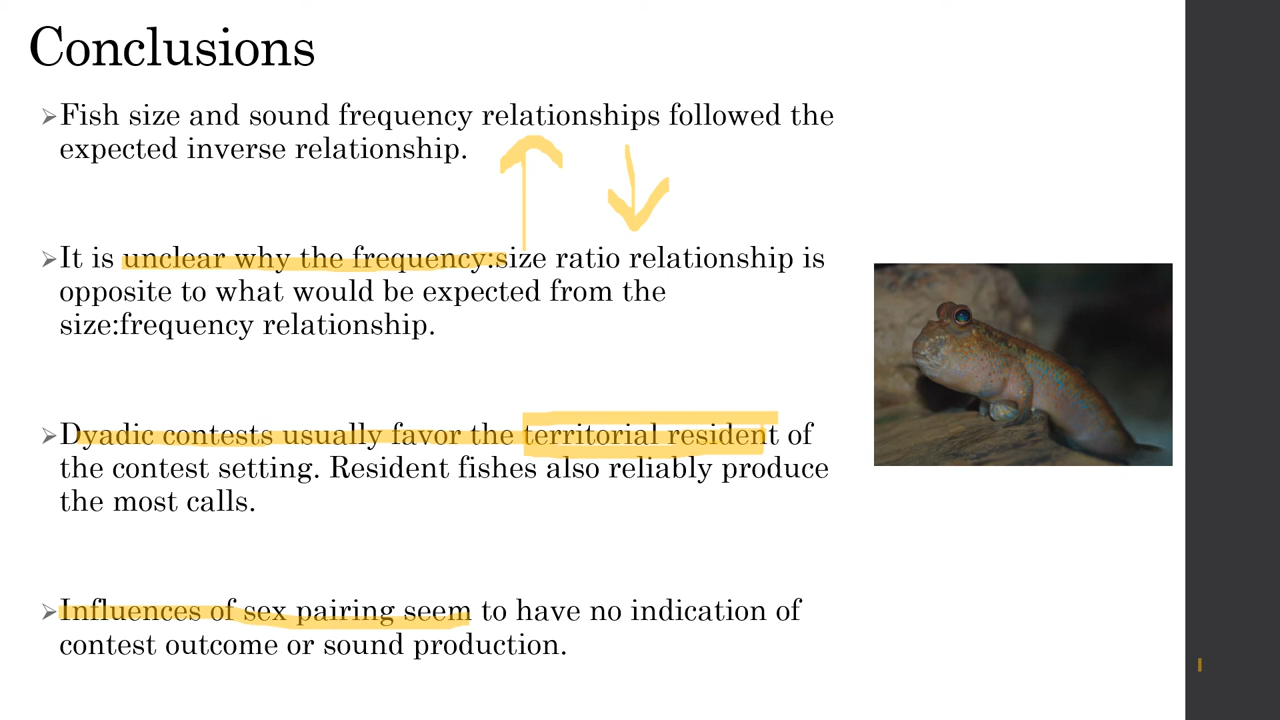 Conclusions
➢Fish size and sound frequency relationships followed the
expected inverse relationship.
➢It is unclear why the frequency:size ratio relationship is
opposite to what would be expected from the
size:frequency relationship.
➢Dyadic contests usually favor the territorial resident of
the contest setting. Resident fishes also reliably produce
the most calls.
➢Influences of sex pairing seem to have no indication of
contest outcome or sound production.